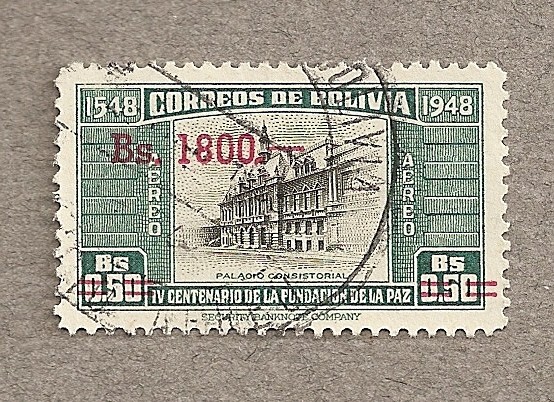 1548 CORREOS DE BOLIVIA 1948
Bs. 1800.—
AEREO
AEREO
PALACIO CONSISTORIAL
Bs 0.50
Bs 0.50
IV CENTENARIO DE LA FUNDACION DE LA PAZ
SECURITY BANKNOTE COMPANY